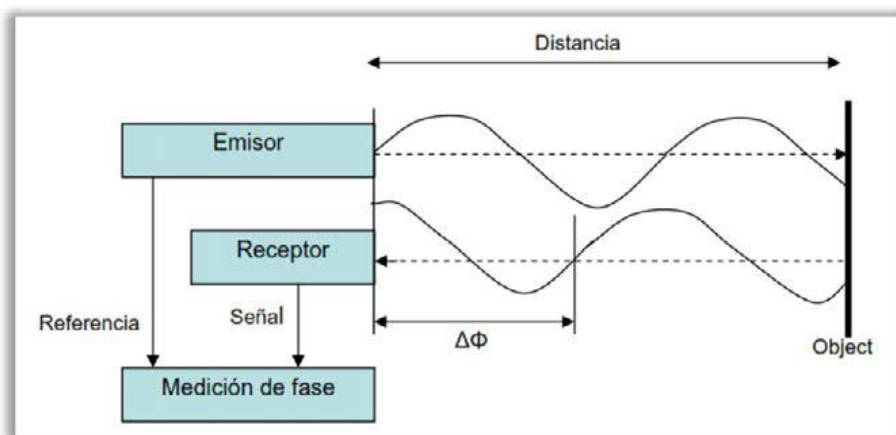 Distancia
Emisor
Receptor
Referencia
Señal
ΔΦ
Object
Medición de fase